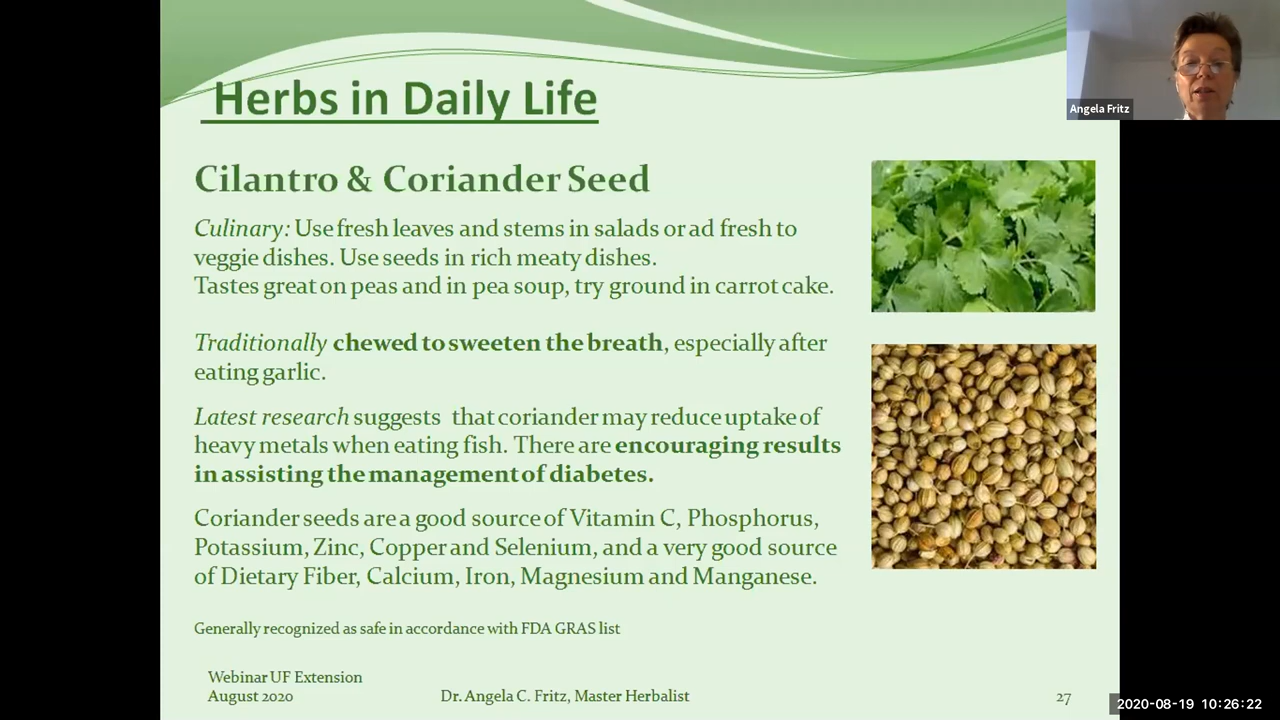 Herbs in Daily Life
Angela Fritz
Cilantro & Coriander Seed
Culinary: Use fresh leaves and stems in salads or ad fresh to
veggie dishes. Use seeds in rich meaty dishes.
Tastes great on peas and in pea soup, try ground in carrot cake.
Traditionally chewed to sweeten the breath, especially after
eating garlic.
Latest research suggests that coriander may reduce uptake of
heavy metals when eating fish. There are encouraging results
in assisting the management of diabetes.
Coriander seeds are a good source of Vitamin C, Phosphorus,
Potassium, Zinc, Copper and Selenium, and a very good source
of Dietary Fiber, Calcium, Iron, Magnesium and Manganese.
Generally recognized as safe in accordance with FDA GRAS list
Webinar UF Extension
August 2020
Dr. Angela C. Fritz, Master Herbalist
27
2020-08-19 10:26:22